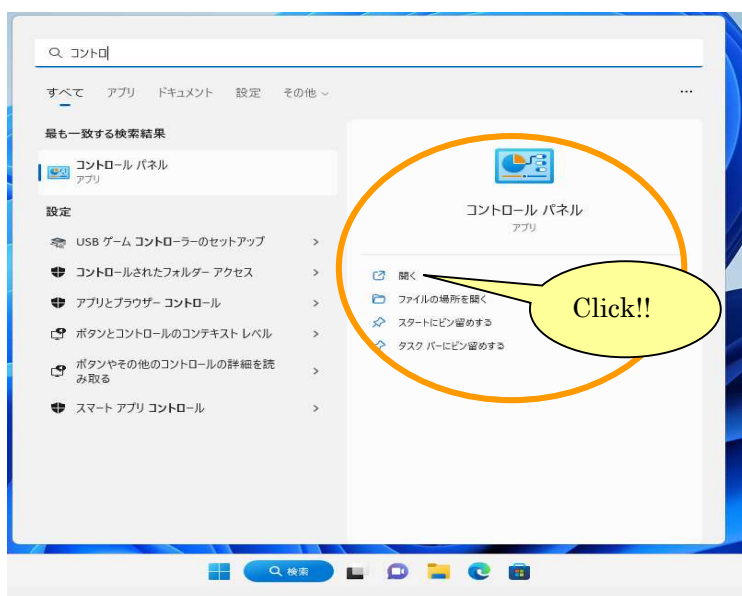 コントロ
すべて アプリ ドキュメント 設定 その他 ...
最も一致する検索結果
コントロール パネル
アプリ
設定
USB ゲーム コントローラーのセットアップ
コントロールされたフォルダー アクセス
アプリとブラウザー コントロール
ボタンとコントロールのコンテキスト レベル
ボタンやその他のコントロールの詳細を読
み取る
スマート アプリ コントロール
コントロール パネル
アプリ
開く
ファイルの場所を開く
スタートにピン留めする
タスク バーにピン留めする
Click!!
検索